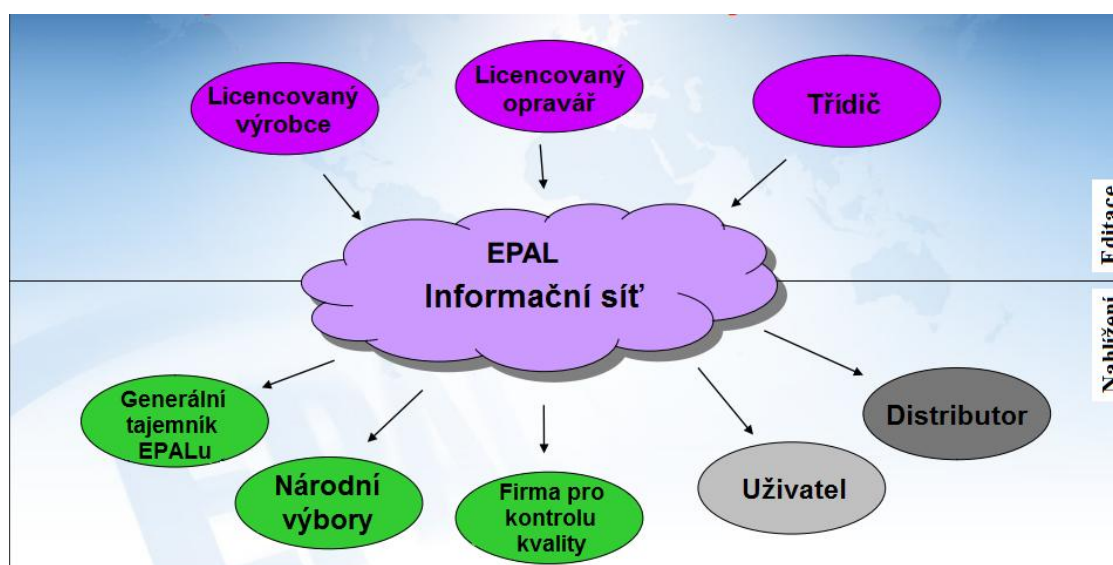 Licencovaný
výrobce
Licencovaný
opravář
Třídič
Editace
EPAL
Informační síť
Nahlížení
Generální
tajemník
EPALu
Národní
výbory
Firma pro
kontrolu
kvality
Uživatel
Distributor